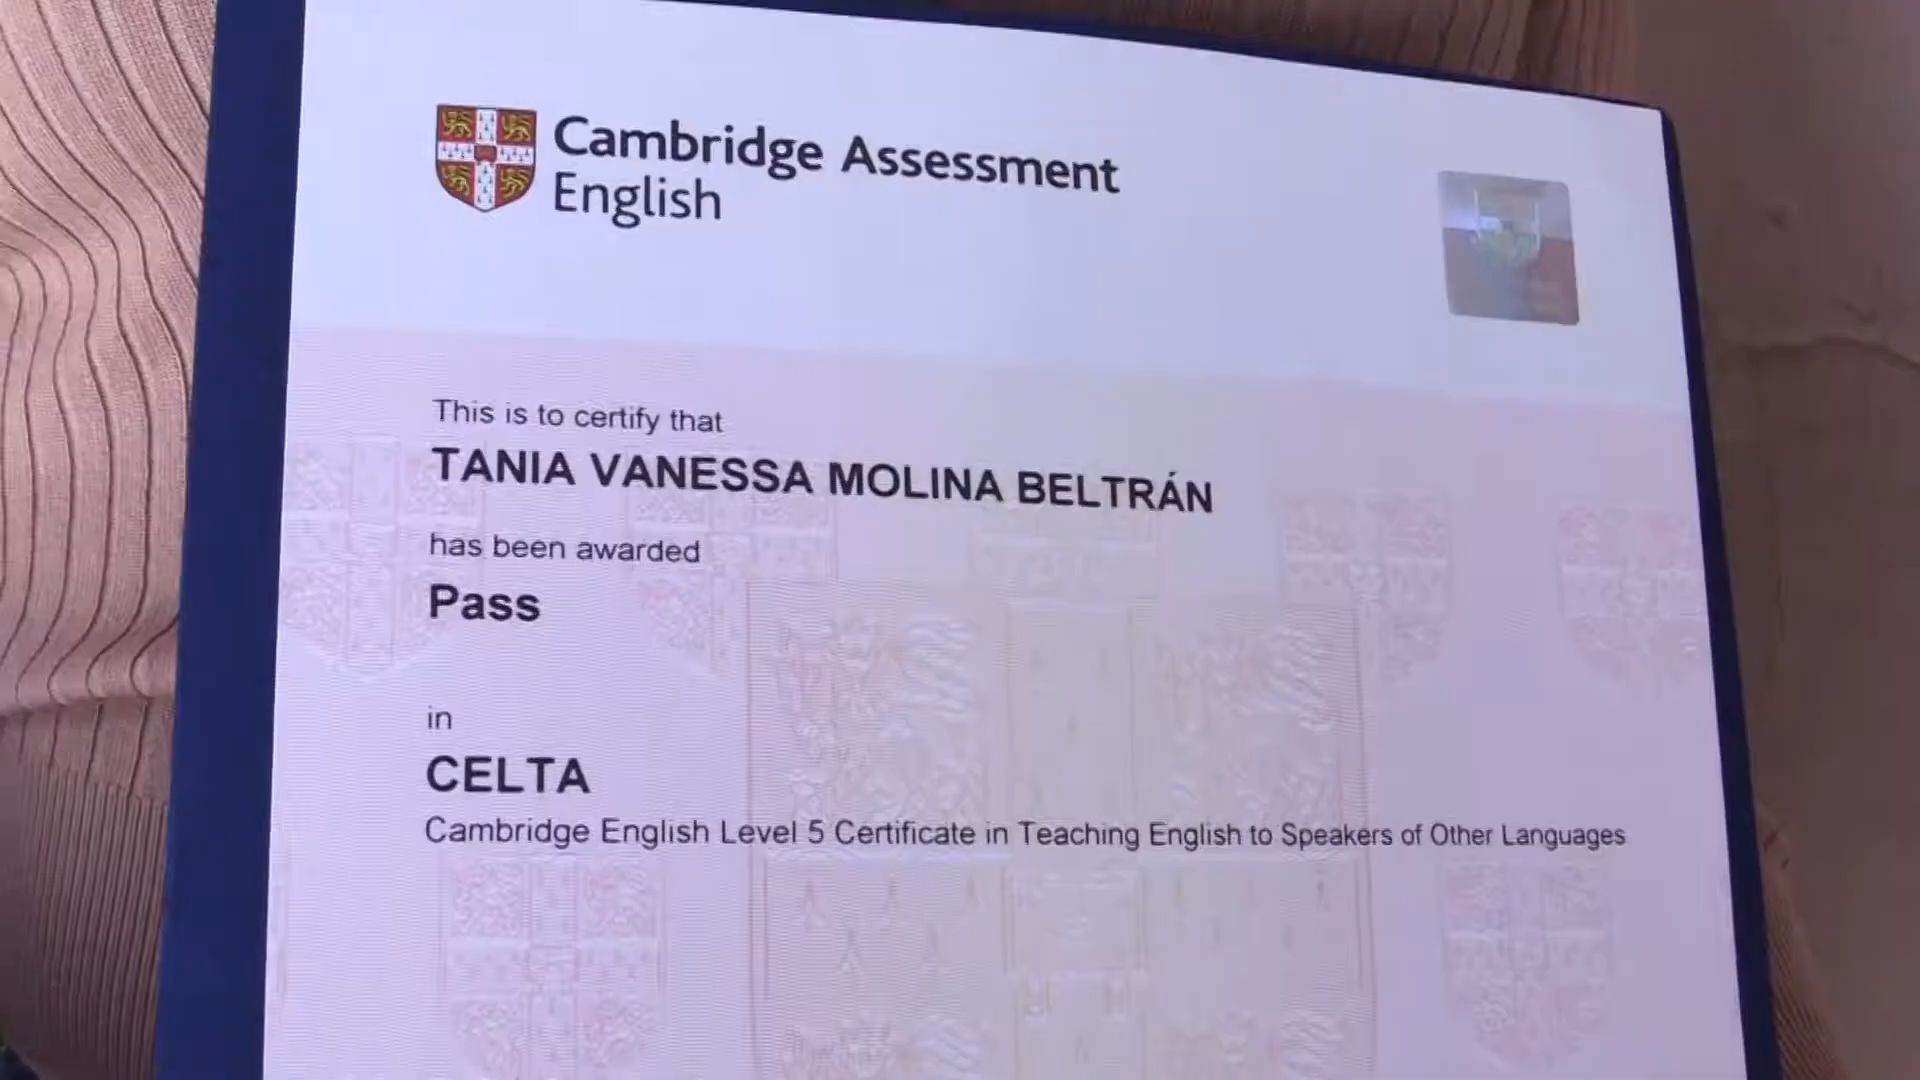 Cambridge Assessment
English
This is to certify that
TANIA VANESSA MOLINA BELTRÁN
has been awarded
Pass
in
CELTA
Cambridge English Level 5 Certificate in Teaching English to Speakers of Other Languages